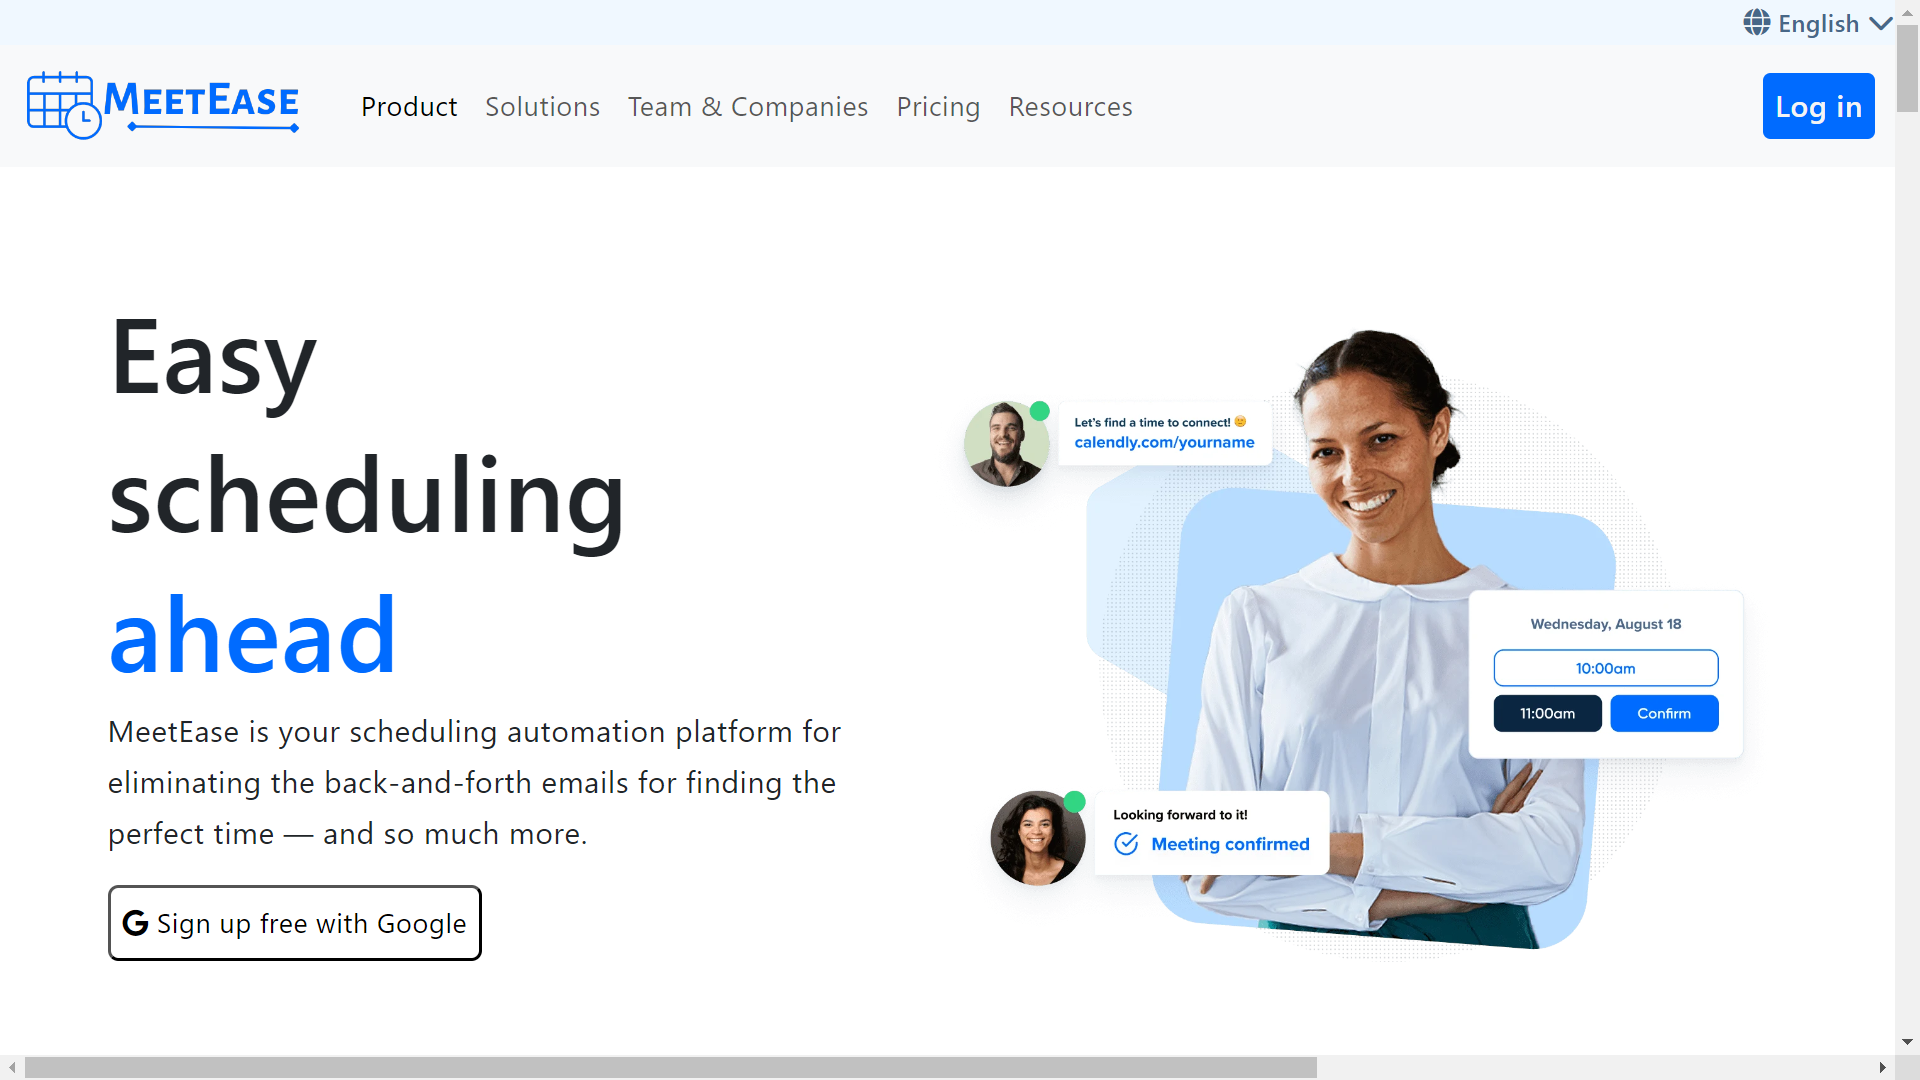 English
MEETEASE
Product
Solutions
Team & Companies
Pricing
Resources
Log in
Easy
scheduling
ahead
MeetEase is your scheduling automation platform for
eliminating the back-and-forth emails for finding the
perfect time — and so much more.
G Sign up free with Google
Let's find a time to connect! 🙂
calendly.com/yourname
Wednesday, August 18
10:00am
11:00am
Confirm
Looking forward to it!
Meeting confirmed